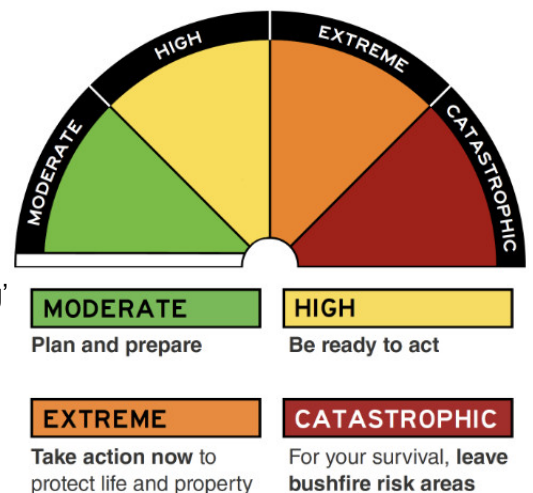 MODERATE
HIGH
EXTREME
CATASTROPHIC
MODERATE
Plan and prepare
HIGH
Be ready to act
EXTREME
Take action now to
protect life and property
CATASTROPHIC
For your survival, leave
bushfire risk areas